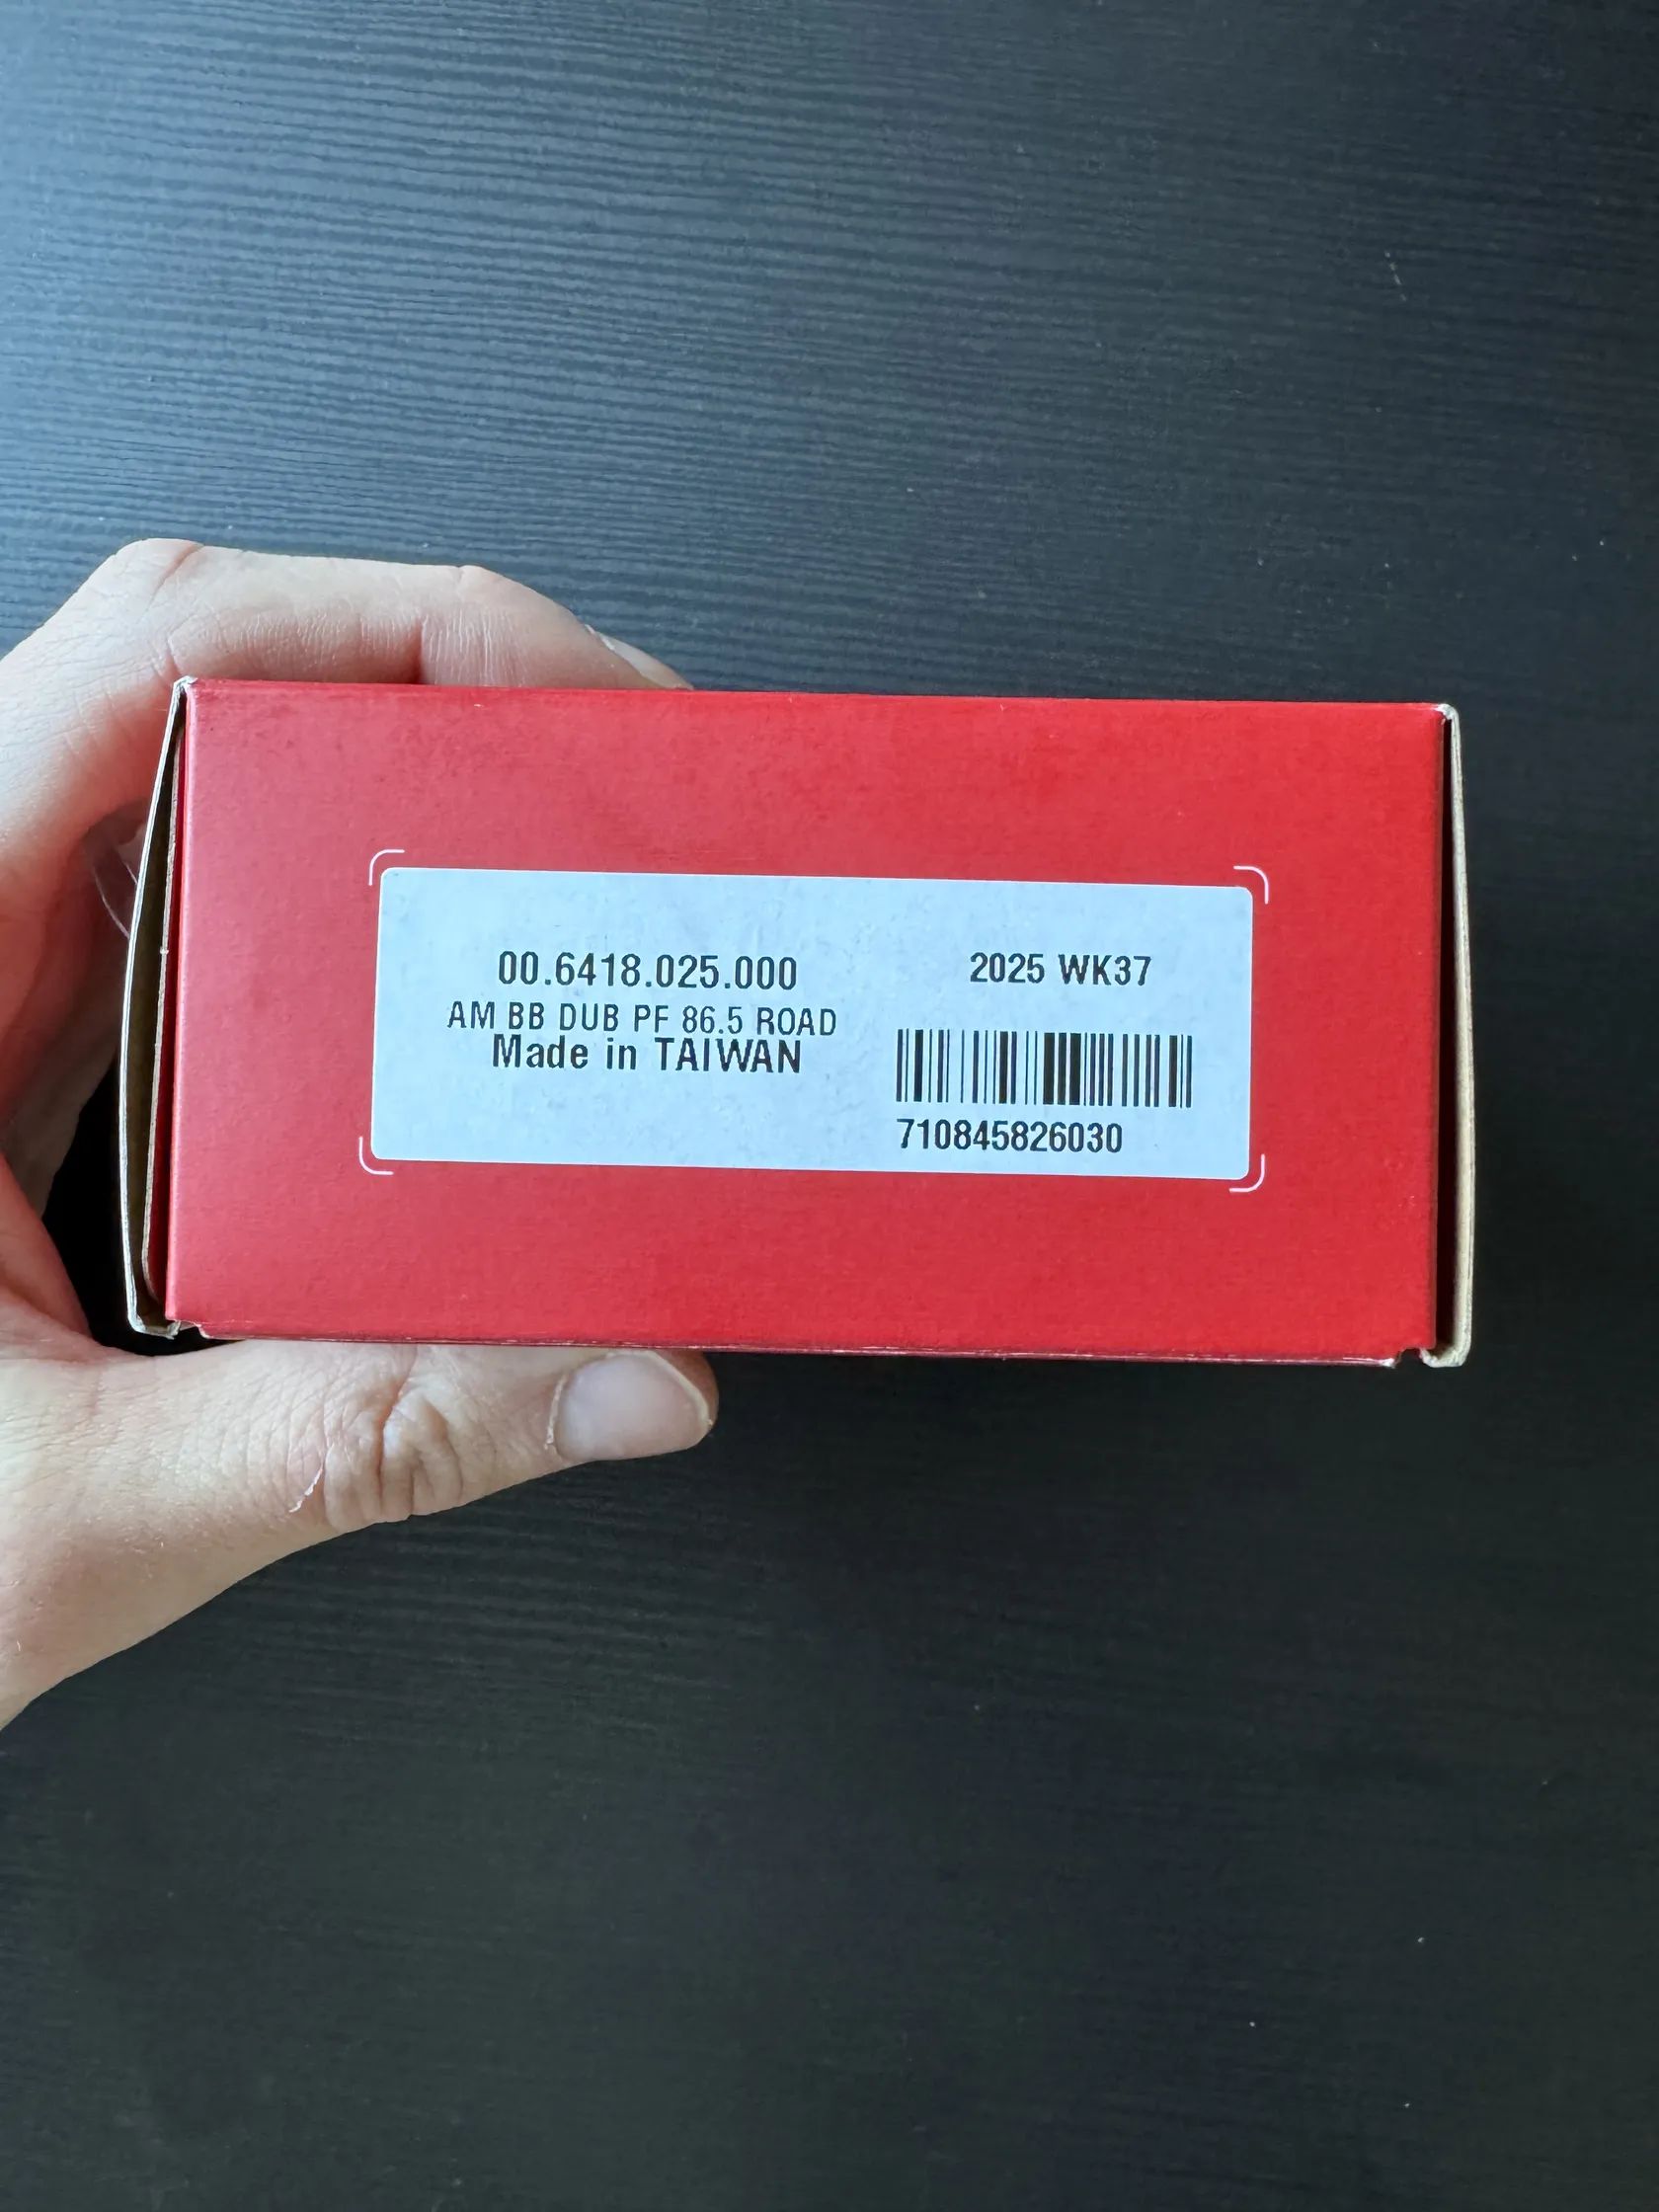 00.6418.025.000
AM BB DUB PF 86.5 ROAD
Made in TAIWAN
2025 WK37
710845826030